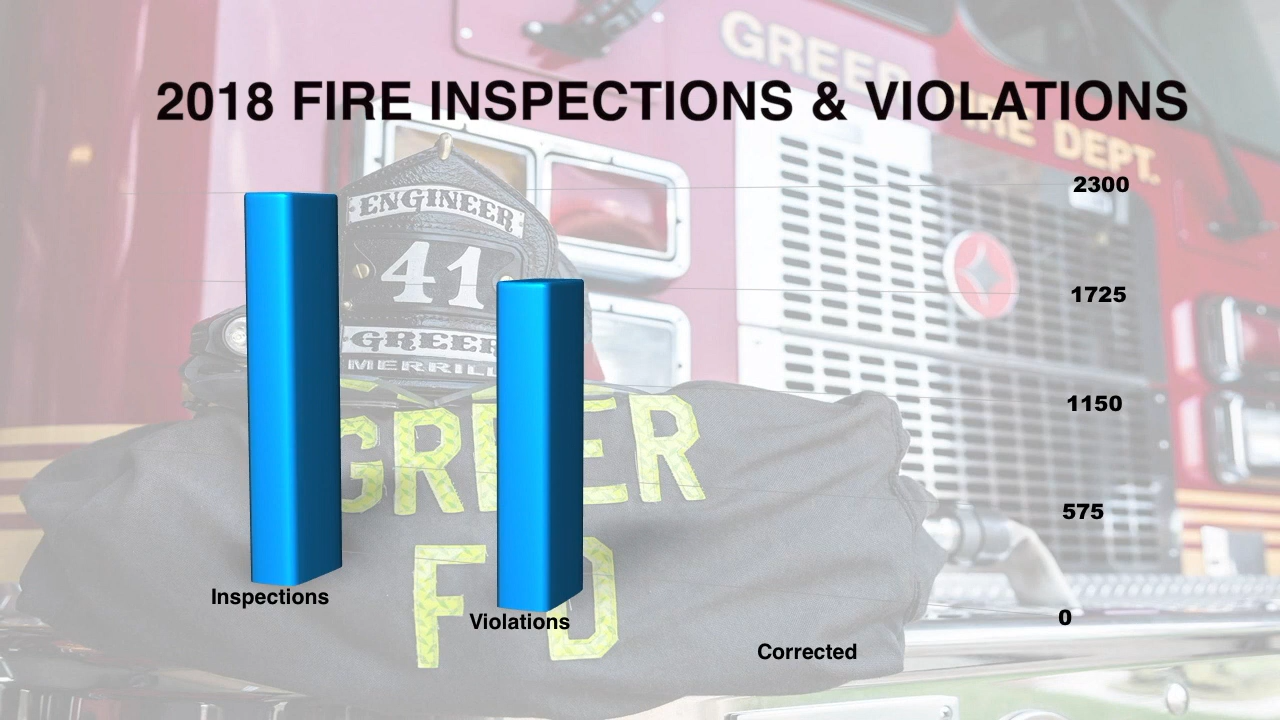 2018 FIRE INSPECTIONS & VIOLATIONS
GREER FIRE DEPT.
ENGINEER
41
GREER
MERRILL
GREER
FD
2300
1725
1150
575
0
Inspections
Violations
Corrected